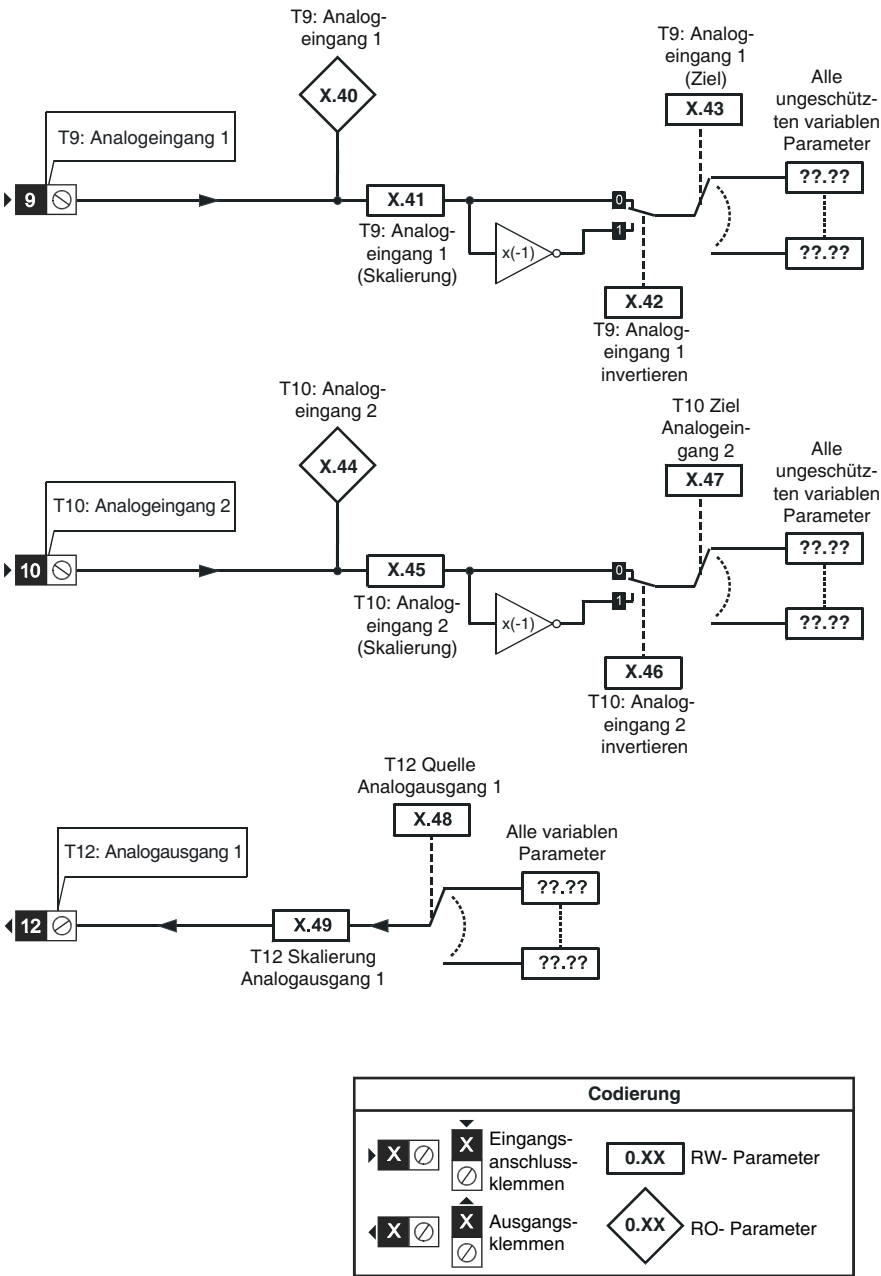 T9: Analog-
eingang 1
X.40
T9: Analogeingang 1
9
X.41
T9: Analog-
eingang 1
(Skalierung)
x(-1)
0
1
X.42
T9: Analog-
eingang 1
invertieren
T9: Analog-
eingang 1
(Ziel)
X.43
Alle
ungeschütz-
ten variablen
Parameter
??.??
??.??
T10: Analog-
eingang 2
X.44
T10: Analogeingang 2
10
X.45
T10: Analog-
eingang 2
(Skalierung)
x(-1)
0
1
X.46
T10: Analog-
eingang 2
invertieren
T10 Ziel
Analogein-
gang 2
X.47
Alle
ungeschütz-
ten variablen
Parameter
??.??
??.??
T12 Quelle
Analogausgang 1
X.48
T12: Analogausgang 1
12
X.49
T12 Skalierung
Analogausgang 1
Alle variablen
Parameter
??.??
??.??
Codierung
X
X
Eingangs-
anschluss-
klemmen
0.XX
RW- Parameter
X
X
Ausgangs-
klemmen
0.XX
RO- Parameter